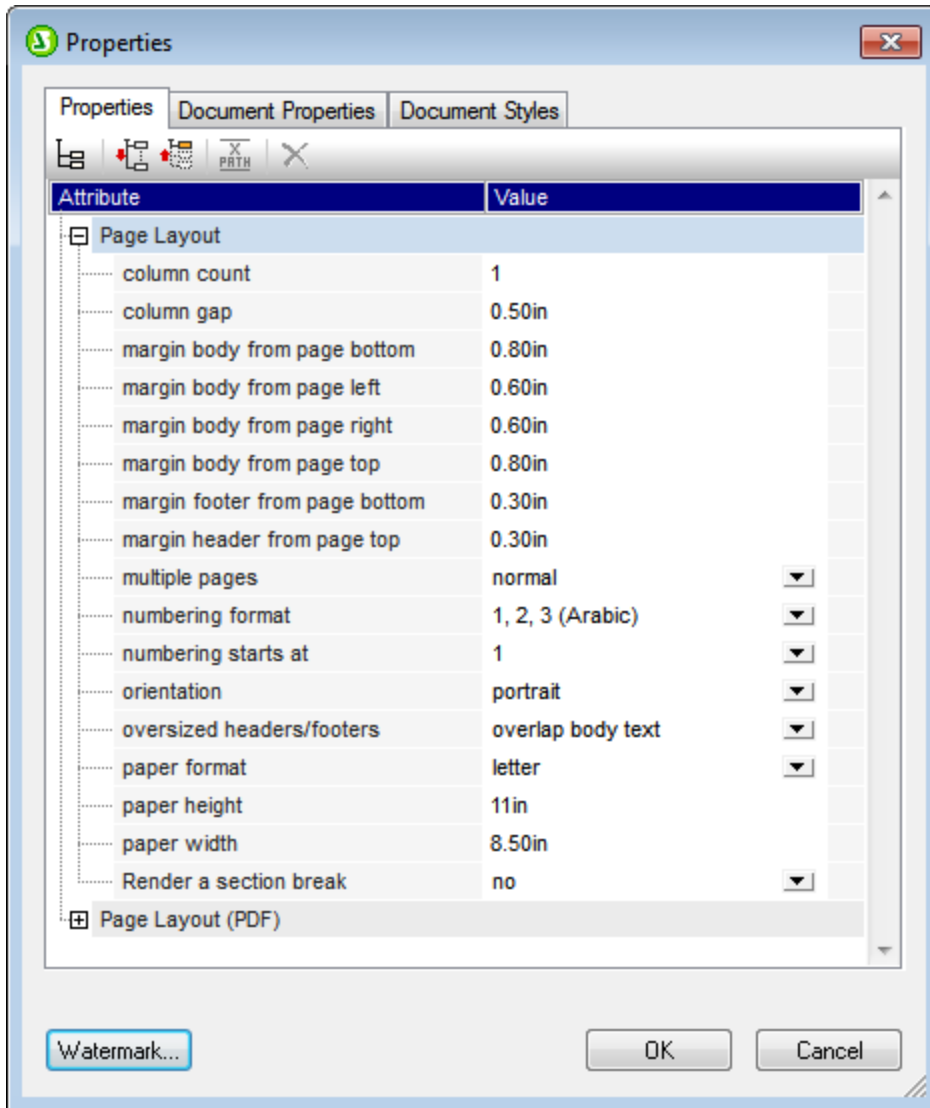 Properties
Properties Document Properties Document Styles
X PATH
Attribute Value
Page Layout
column count 1
column gap 0.50in
margin body from page bottom 0.80in
margin body from page left 0.60in
margin body from page right 0.60in
margin body from page top 0.80in
margin footer from page bottom 0.30in
margin header from page top 0.30in
multiple pages normal
numbering format 1, 2, 3 (Arabic)
numbering starts at 1
orientation portrait
oversized headers/footers overlap body text
paper format letter
paper height 11in
paper width 8.50in
Render a section break no
Page Layout (PDF)
Watermark... OK Cancel